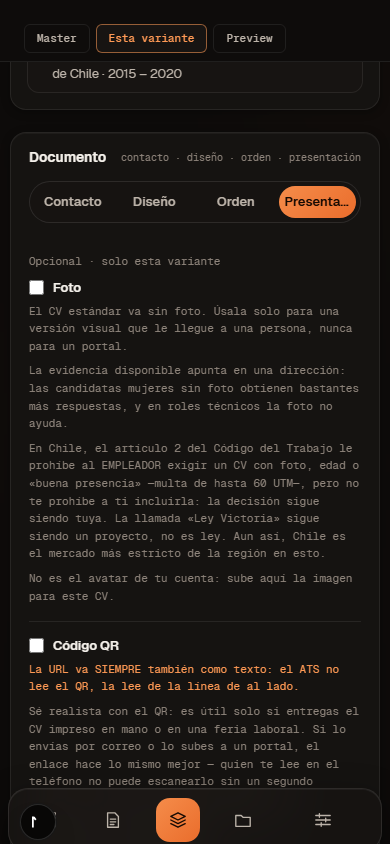 Master
Esta variante
Preview
de Chile · 2015 – 2020
Documento
contacto · diseño · orden · presentación
Contacto
Diseño
Orden
Presenta...
Opcional · solo esta variante
Foto
El CV estándar va sin foto. Úsala solo para una
versión visual que le llegue a una persona, nunca
para un portal.
La evidencia disponible apunta en una dirección:
las candidatas mujeres sin foto obtienen bastantes
más respuestas, y en roles técnicos la foto no
ayuda.
En Chile, el artículo 2 del Código del Trabajo le
prohíbe al EMPLEADOR exigir un CV con foto, edad o
«buena presencia» —multa de hasta 60 UTM—, pero no
te prohíbe a ti incluirla: la decisión sigue
siendo tuya. La llamada «Ley Victoria» sigue
siendo un proyecto, no es ley. Aun así, Chile es
el mercado más estricto de la región en esto.
No es el avatar de tu cuenta: sube aquí la imagen
para este CV.
Código QR
La URL va SIEMPRE también como texto: el ATS no
lee el QR, la lee de la línea de al lado.
Sé realista con el QR: es útil solo si entregas el
CV impreso en mano o en una feria laboral. Si lo
envías por correo o lo subes a un portal, el
enlace hace lo mismo mejor — quien te lee en el
teléfono no puede escanearlo sin un segundo